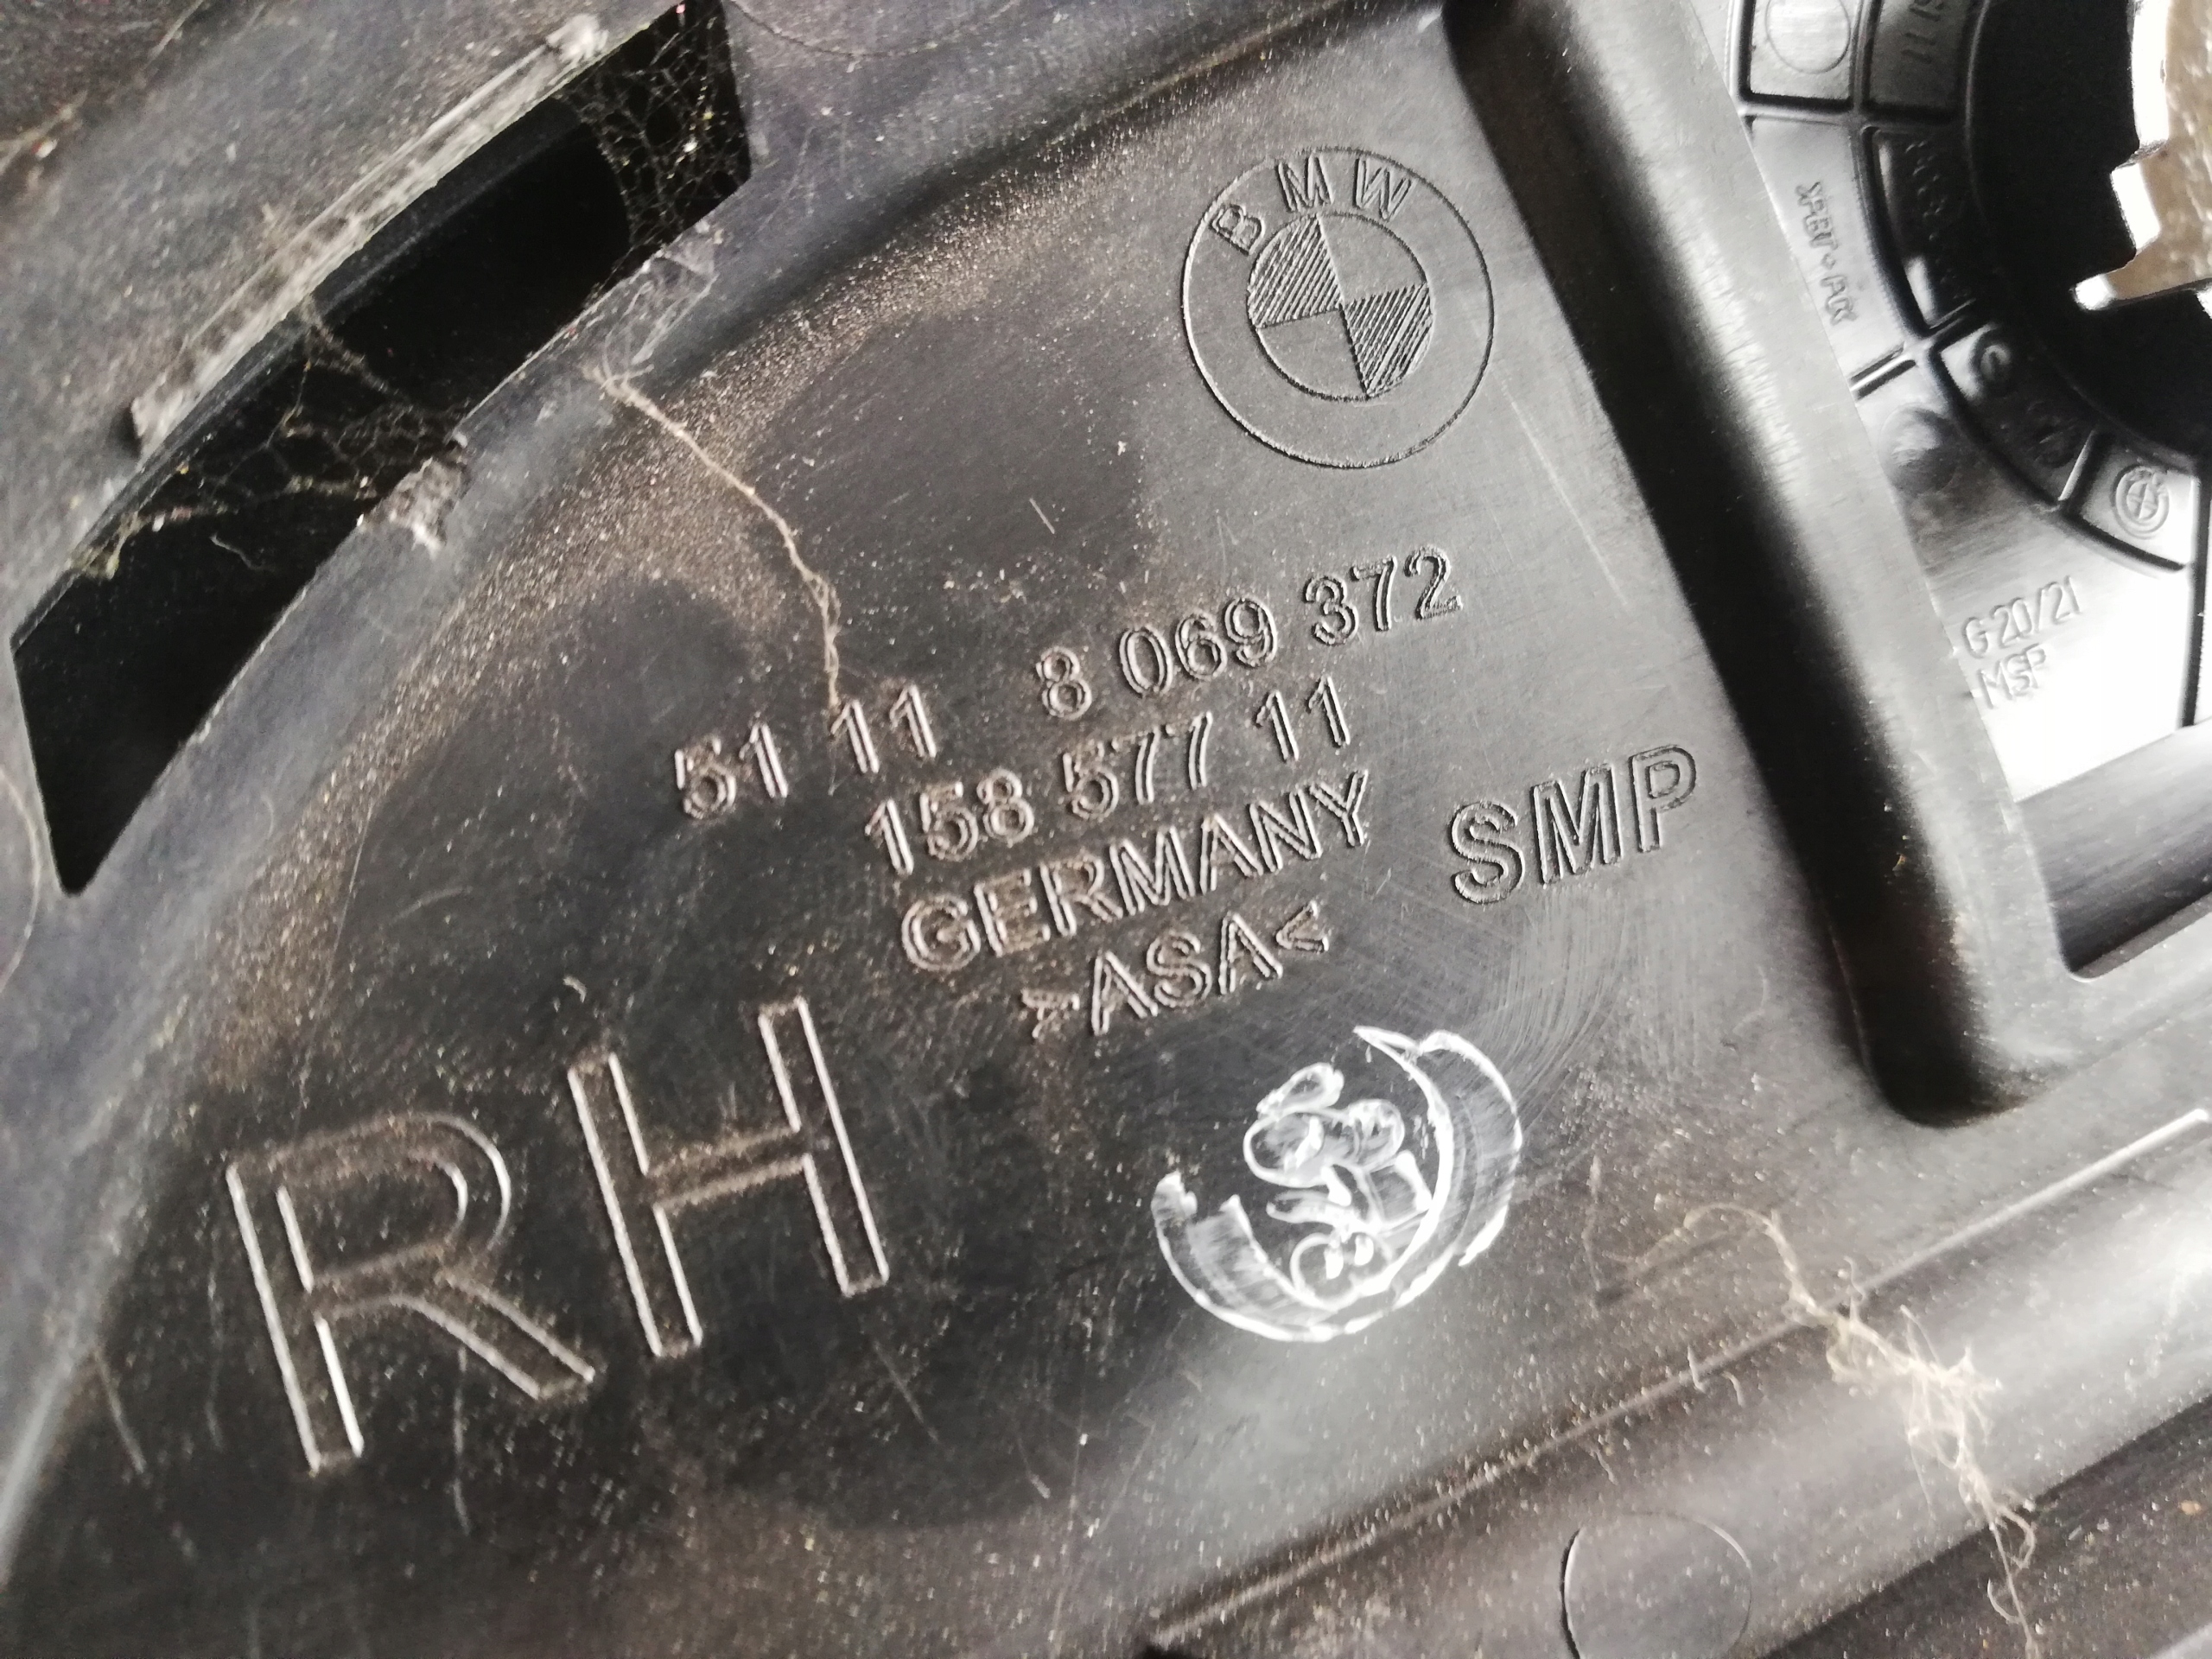 BMW
51 11 8 069 372
158 577 11
GERMANY
>ASA<
SMP
RH
G20/21
MSP